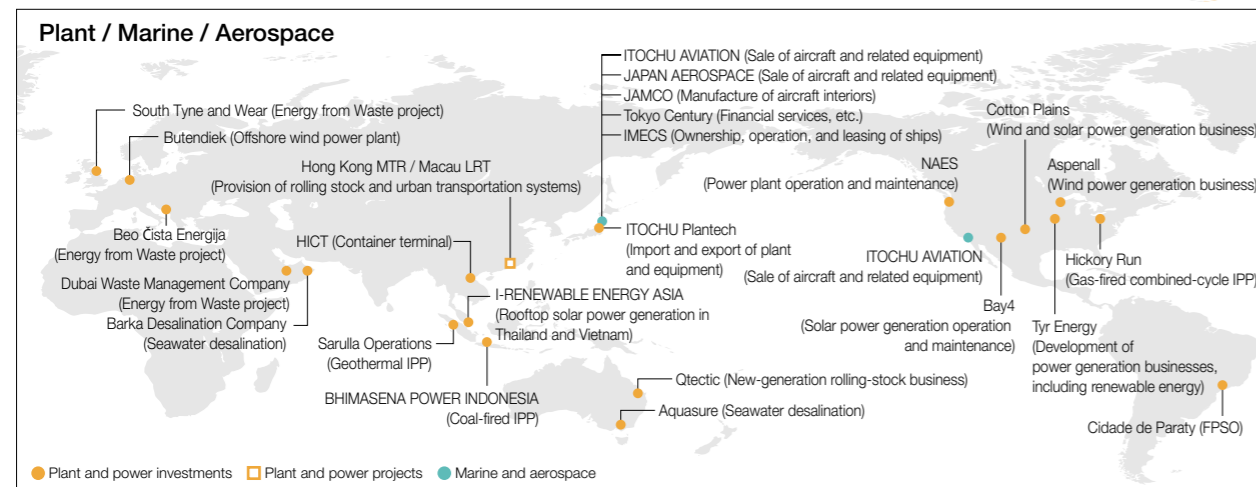 Plant / Marine / Aerospace
ITOCHU AVIATION (Sale of aircraft and related equipment)
JAPAN AEROSPACE (Sale of aircraft and related equipment)
JAMCO (Manufacture of aircraft interiors)
Tokyo Century (Financial services, etc.)
IMECS (Ownership, operation, and leasing of ships)
South Tyne and Wear (Energy from Waste project)
Butendiek (Offshore wind power plant)
Hong Kong MTR / Macau LRT
(Provision of rolling stock and urban transportation systems)
Cotton Plains
(Wind and solar power generation business)
NAES
(Power plant operation and maintenance)
Aspenall
(Wind power generation business)
Beo Čista Energija
(Energy from Waste project)
HICT (Container terminal)
ITOCHU Plantech
(Import and export of plant
and equipment)
ITOCHU AVIATION
(Sale of aircraft and related equipment)
Hickory Run
(Gas-fired combined-cycle IPP)
Dubai Waste Management Company
(Energy from Waste project)
Barka Desalination Company
(Seawater desalination)
I-RENEWABLE ENERGY ASIA
(Rooftop solar power generation in
Thailand and Vietnam)
Bay4
(Solar power generation operation
and maintenance)
Tyr Energy
(Development of
power generation businesses,
including renewable energy)
Sarulla Operations
(Geothermal IPP)
BHIMASENA POWER INDONESIA
(Coal-fired IPP)
Qtectic (New-generation rolling-stock business)
Aquasure (Seawater desalination)
Cidade de Paraty (FPSO)
Plant and power investments
Plant and power projects
Marine and aerospace